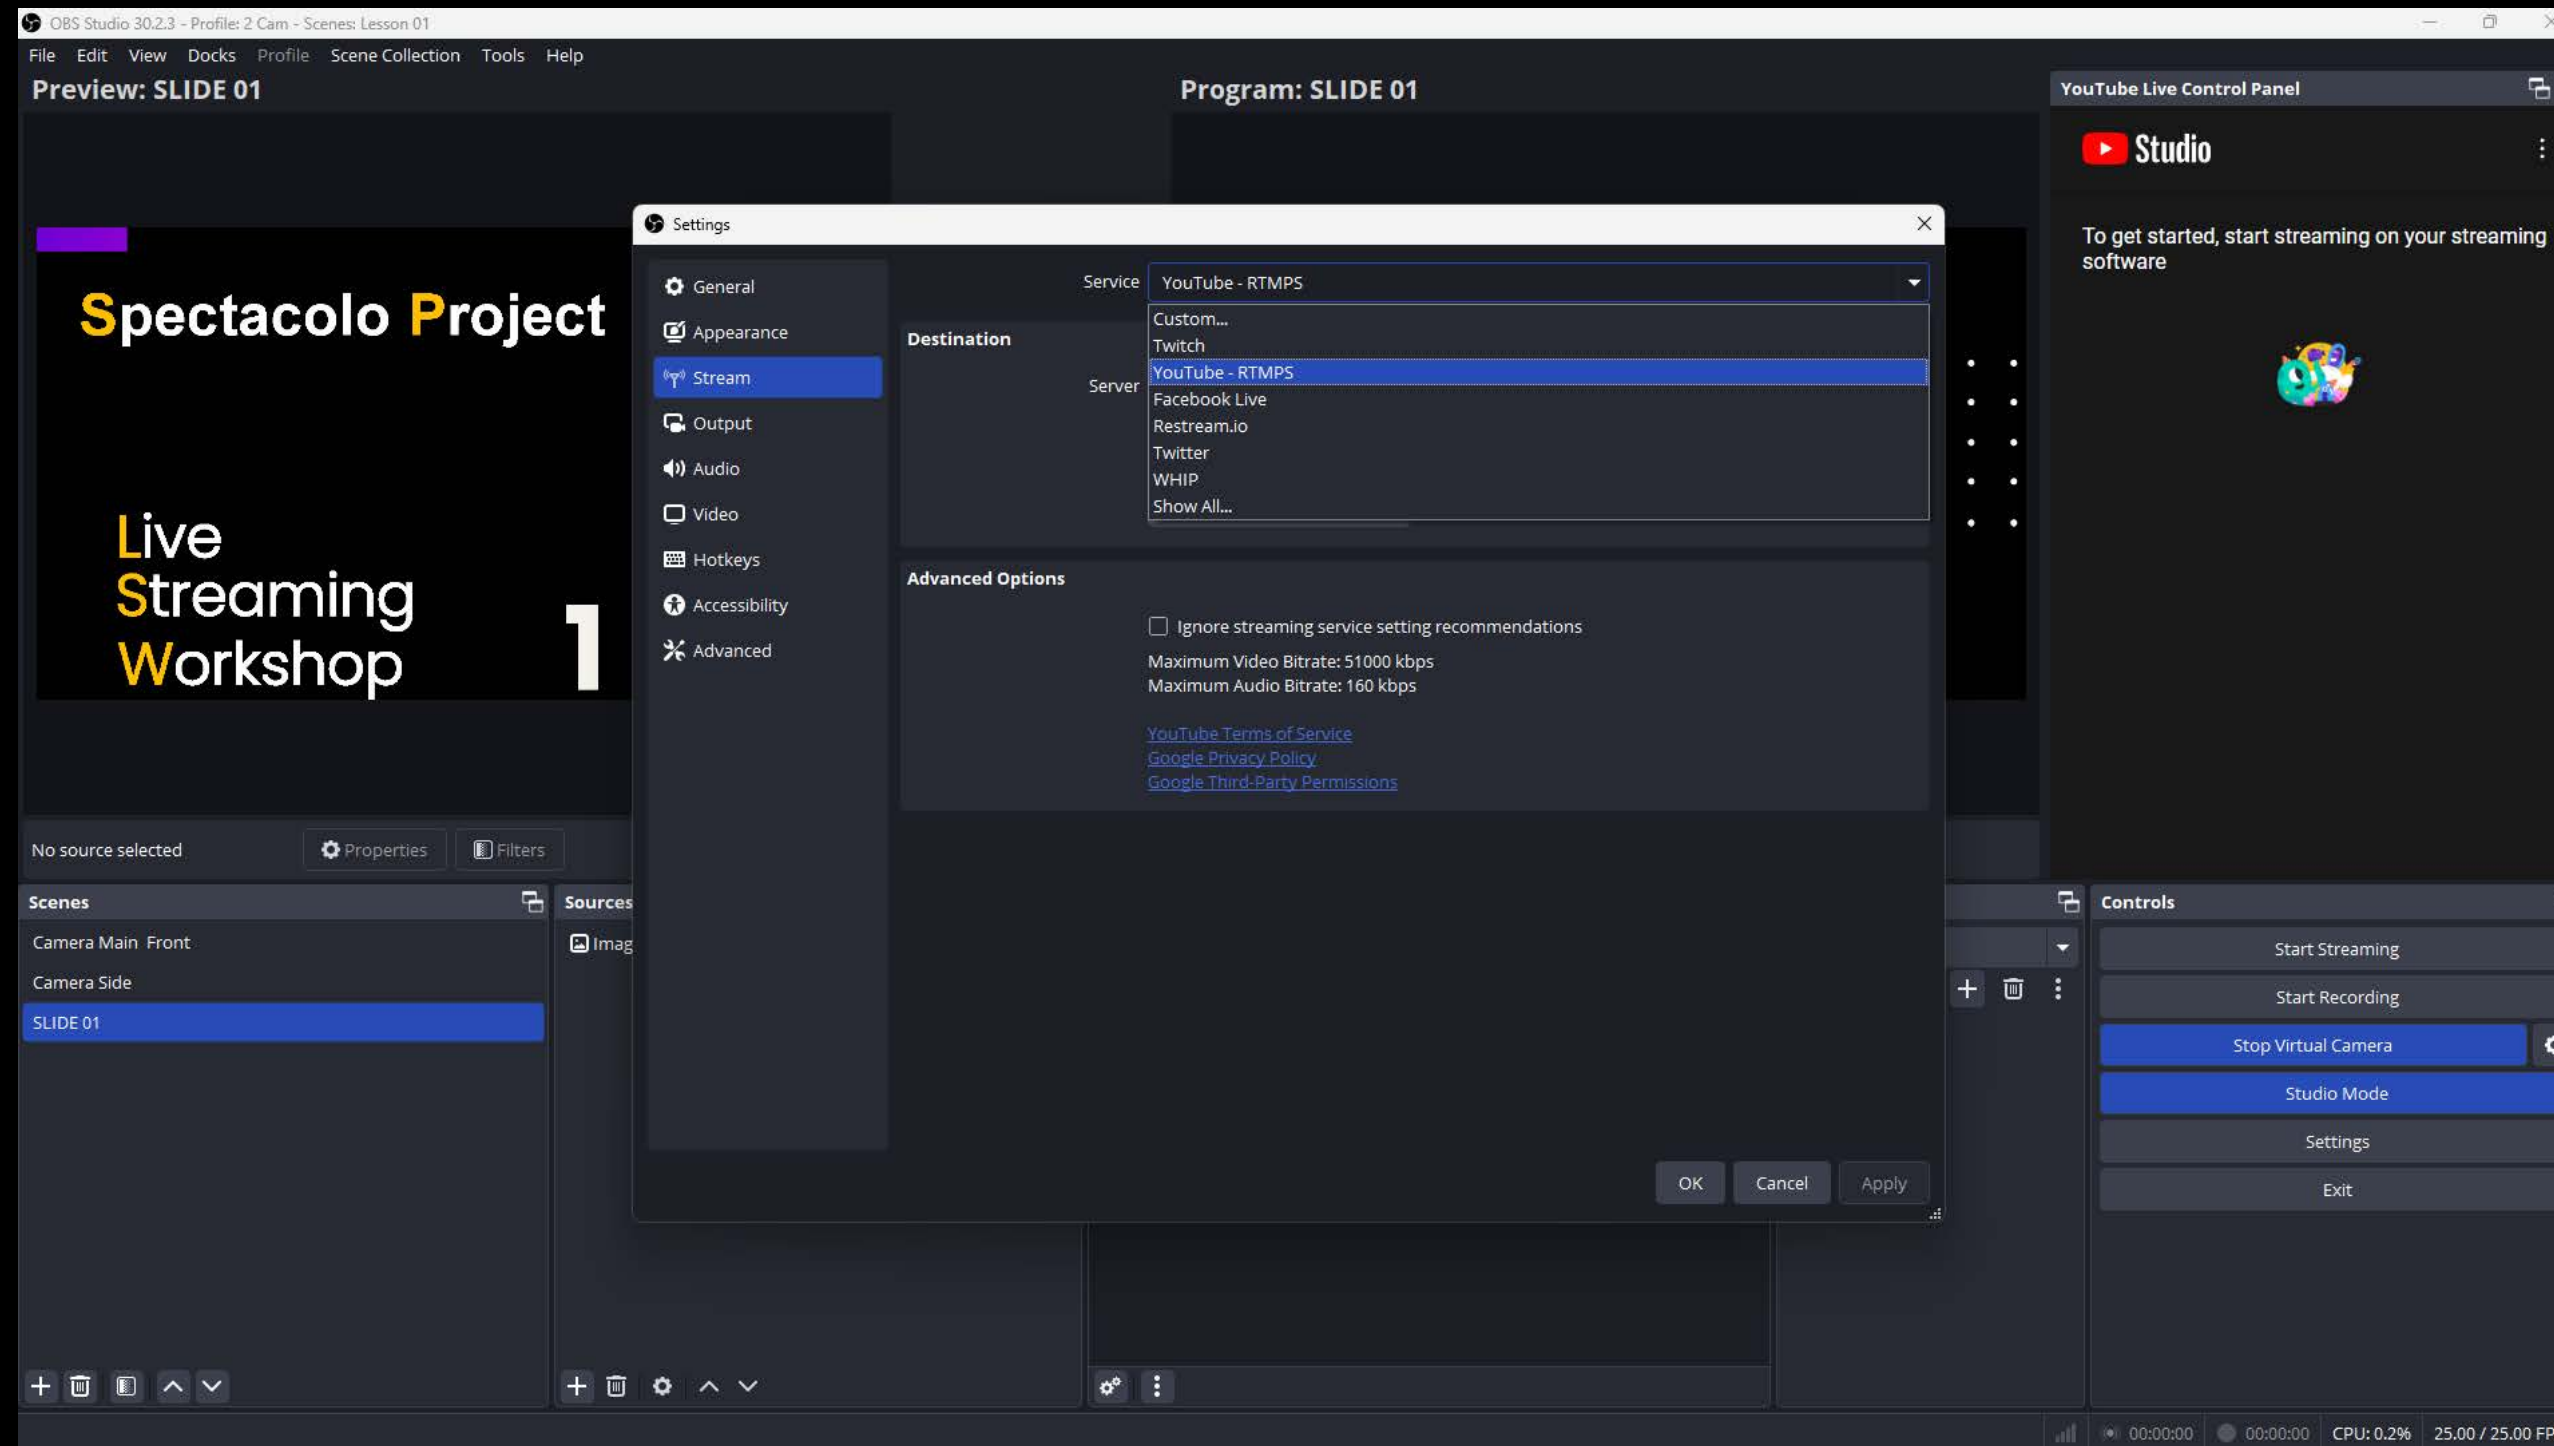 OBS Studio 30.2.3 - Profile: 2 Cam - Scenes: Lesson 01
File Edit View Docks Profile Scene Collection Tools Help
Preview: SLIDE 01
Program: SLIDE 01
YouTube Live Control Panel
Studio
To get started, start streaming on your streaming
software
Spectacolo Project
Live
Streaming
Workshop
1
Settings
General
Appearance
Stream
Output
Audio
Video
Hotkeys
Accessibility
Advanced
Service YouTube - RTMPS
Custom...
Twitch
YouTube - RTMPS
Facebook Live
Restream.io
Twitter
WHIP
Show All...
Destination
Server
Advanced Options
Ignore streaming service setting recommendations
Maximum Video Bitrate: 51000 kbps
Maximum Audio Bitrate: 160 kbps
YouTube Terms of Service
Google Privacy Policy
Google Third-Party Permissions
OK Cancel Apply
No source selected Properties Filters
Scenes
Camera Main Front
Camera Side
SLIDE 01
Sources
Imag
Controls
Start Streaming
Start Recording
Stop Virtual Camera
Studio Mode
Settings
Exit
00:00:00 00:00:00 CPU: 0.2% 25.00 / 25.00 FP